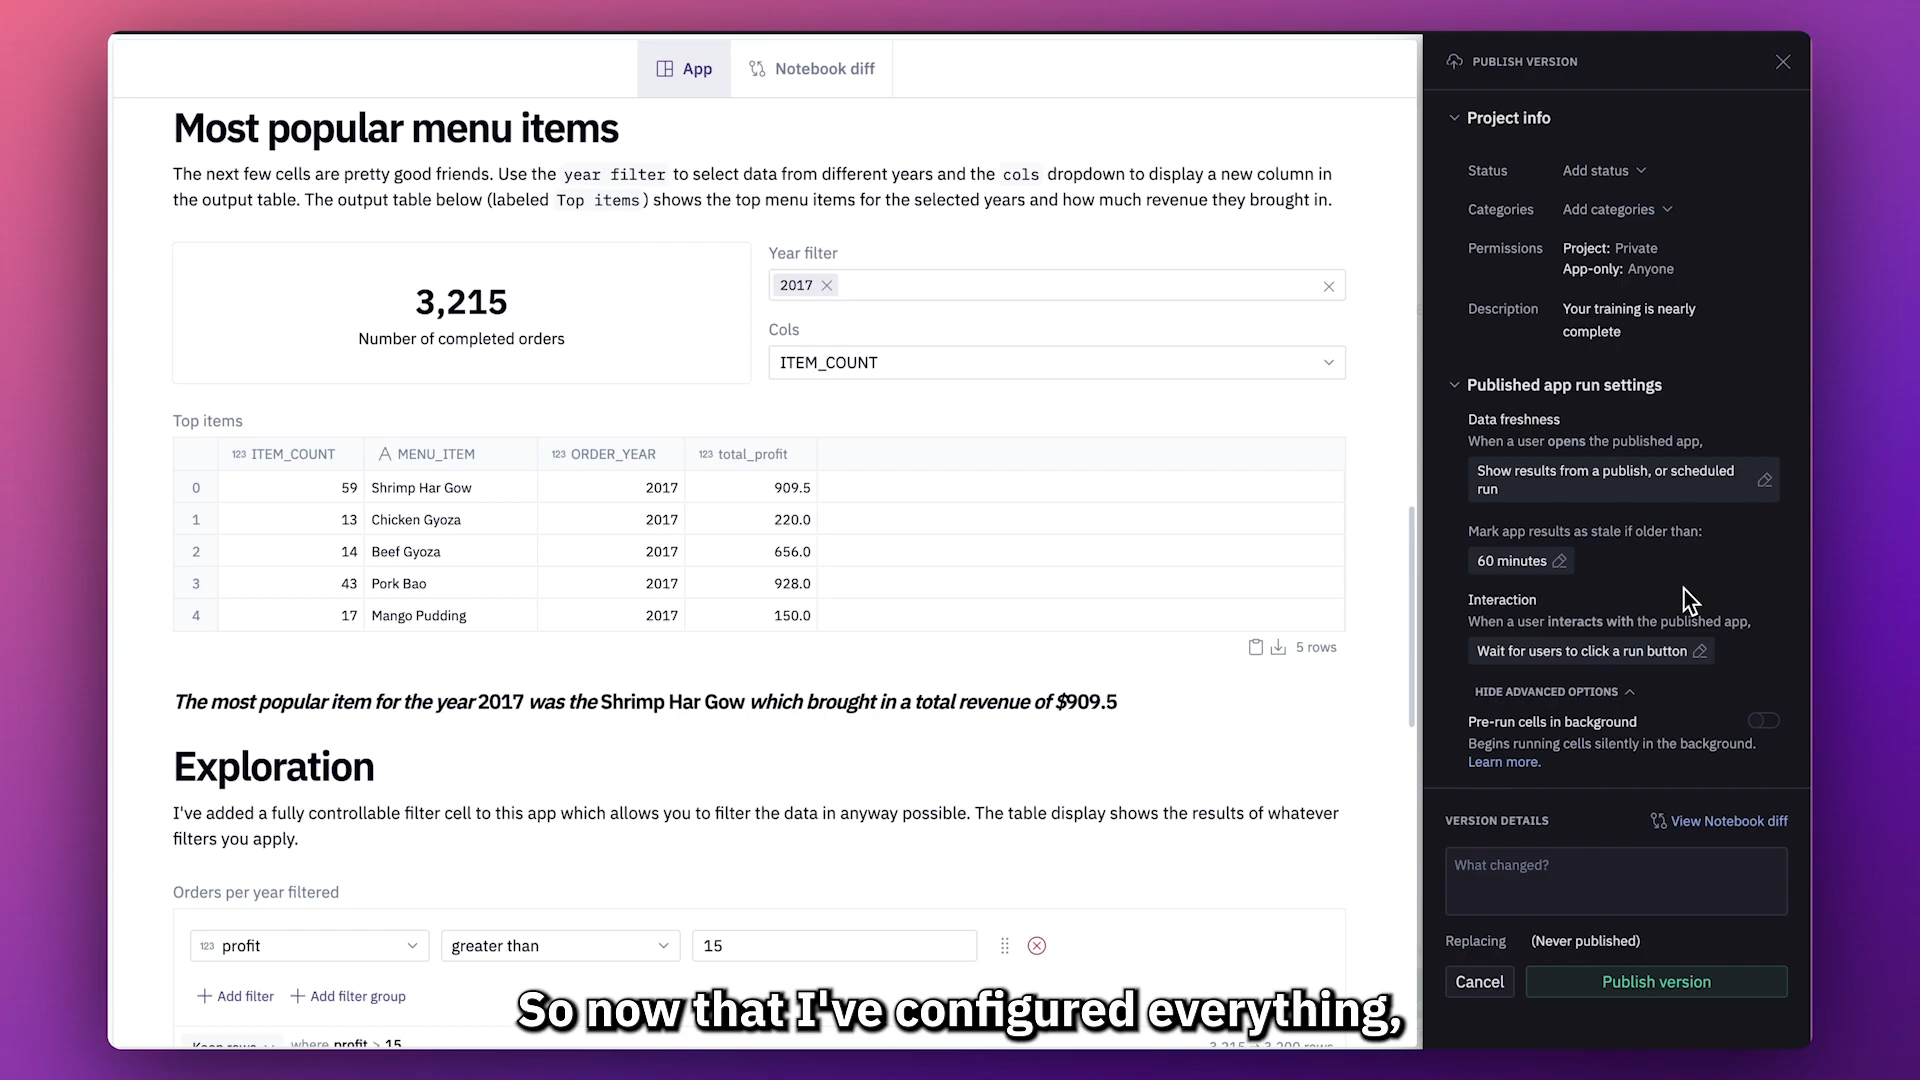 App
Notebook diff
Most popular menu items
The next few cells are pretty good friends. Use the year filter to select data from different years and the cols dropdown to display a new column in
the output table. The output table below (labeled Top items) shows the top menu items for the selected years and how much revenue they brought in.
3,215
Number of completed orders
Year filter
2017
Cols
ITEM_COUNT
Top items
123 ITEM_COUNT A MENU_ITEM 123 ORDER_YEAR 123 total_profit
0 59 Shrimp Har Gow 2017 909.5
1 13 Chicken Gyoza 2017 220.0
2 14 Beef Gyoza 2017 656.0
3 43 Pork Bao 2017 928.0
4 17 Mango Pudding 2017 150.0
5 rows
The most popular item for the year 2017 was the Shrimp Har Gow which brought in a total revenue of $909.5
Exploration
I've added a fully controllable filter cell to this app which allows you to filter the data in anyway possible. The table display shows the results of whatever
filters you apply.
Orders per year filtered
123 profit greater than 15
+ Add filter + Add filter group
Keep rows where profit > 15 3,215 → 3,200 rows
So now that I've configured everything,
PUBLISH VERSION
Project info
Status Add status
Categories Add categories
Permissions Project: Private
App-only: Anyone
Description Your training is nearly
complete
Published app run settings
Data freshness
When a user opens the published app,
Show results from a publish, or scheduled
run
Mark app results as stale if older than:
60 minutes
Interaction
When a user interacts with the published app,
Wait for users to click a run button
HIDE ADVANCED OPTIONS
Pre-run cells in background
Begins running cells silently in the background.
Learn more.
VERSION DETAILS View Notebook diff
What changed?
Replacing (Never published)
Cancel Publish version